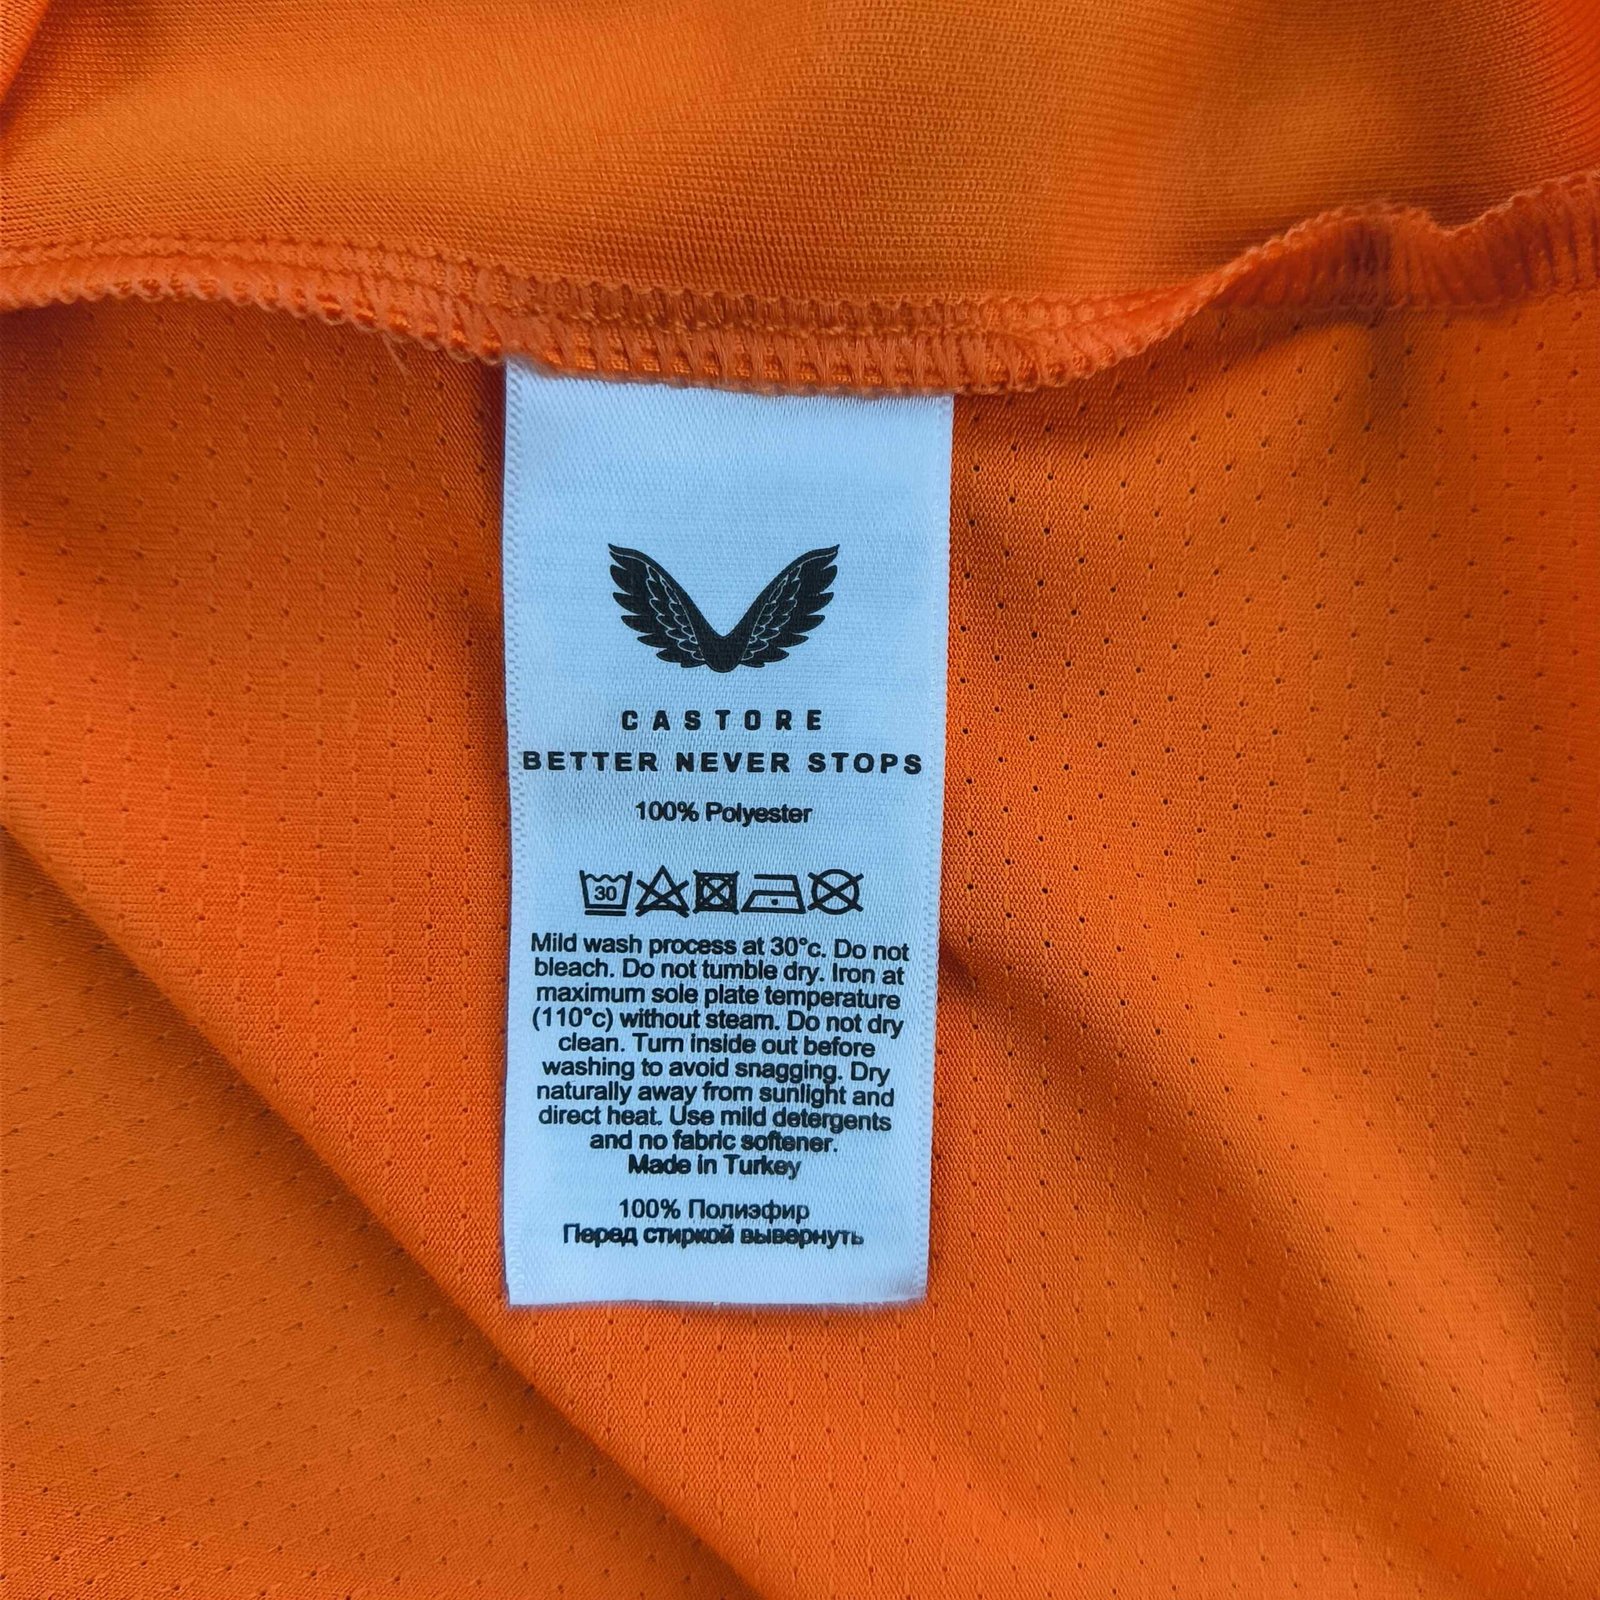 CASTORE
BETTER NEVER STOPS
100% Polyester
30
Mild wash process at 30°c. Do not
bleach. Do not tumble dry. Iron at
maximum sole plate temperature
(110°c) without steam. Do not dry
clean. Turn inside out before
washing to avoid snagging. Dry
naturally away from sunlight and
direct heat. Use mild detergents
and no fabric softener.
Made in Turkey
100% Полиэфир
Перед стиркой вывернуть